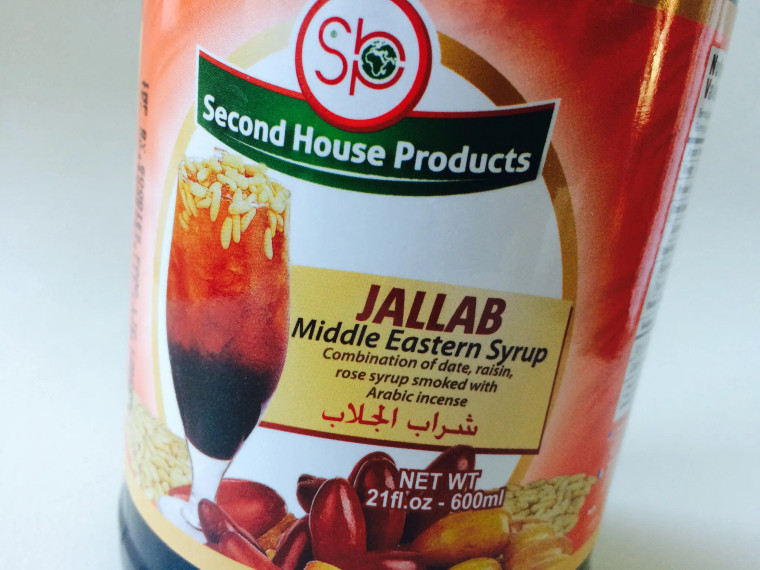 Sph
Second House Products
JALLAB
Middle Eastern Syrup
Combination of date, raisin,
rose syrup smoked with
Arabic incense
شراب الجلاب
NET WT
21fl.oz - 600ml